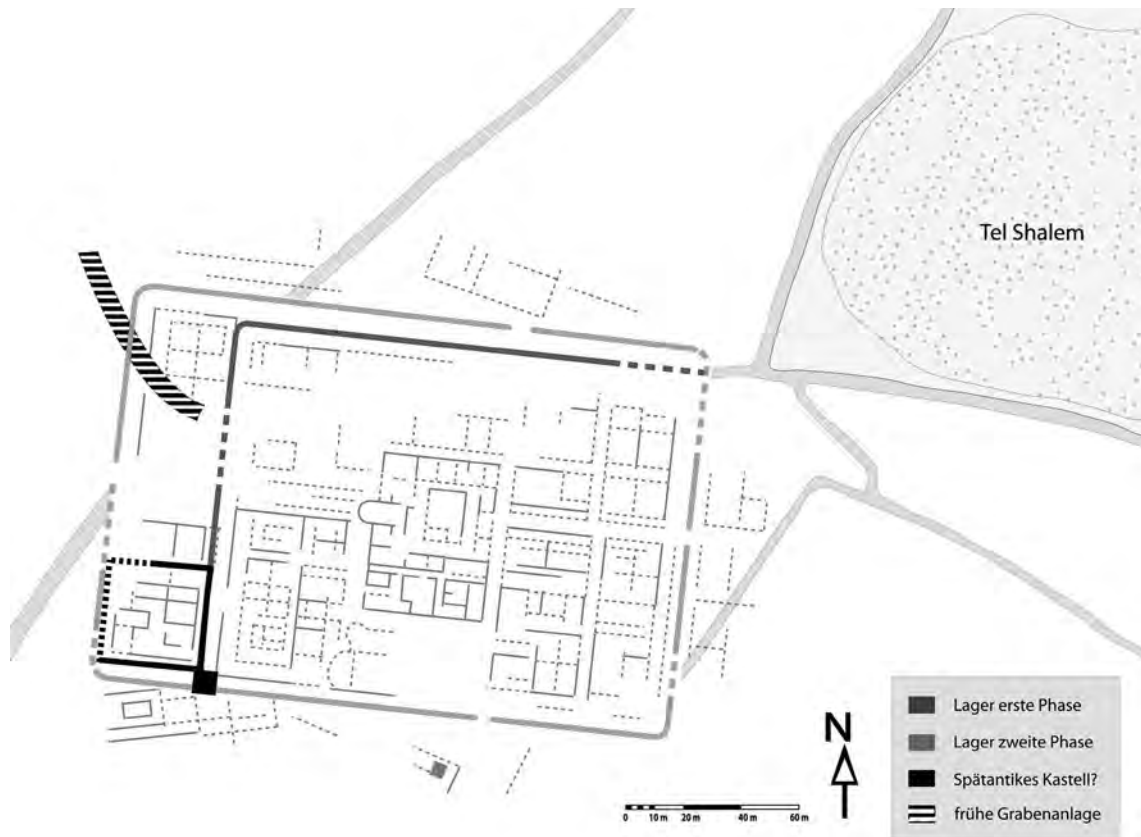 Tel Shalem
N
0 10 m 20 m 40 m 60 m
Lager erste Phase
Lager zweite Phase
Spätantikes Kastell?
frühe Grabenanlage